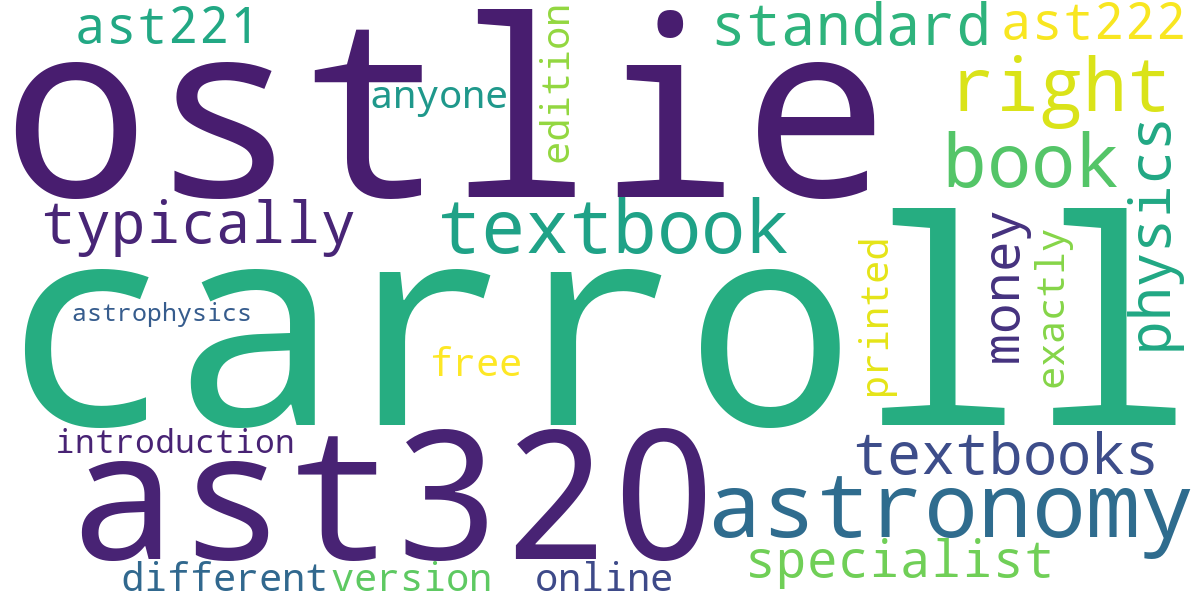 ast221
ostlie
anyone
edition
standard
ast222
right
book
physics
typically
textbook
carroll
astrophysics
free
printed
money
exactly
introduction
ast320
textbooks
astronomy
specialist
different
version
online